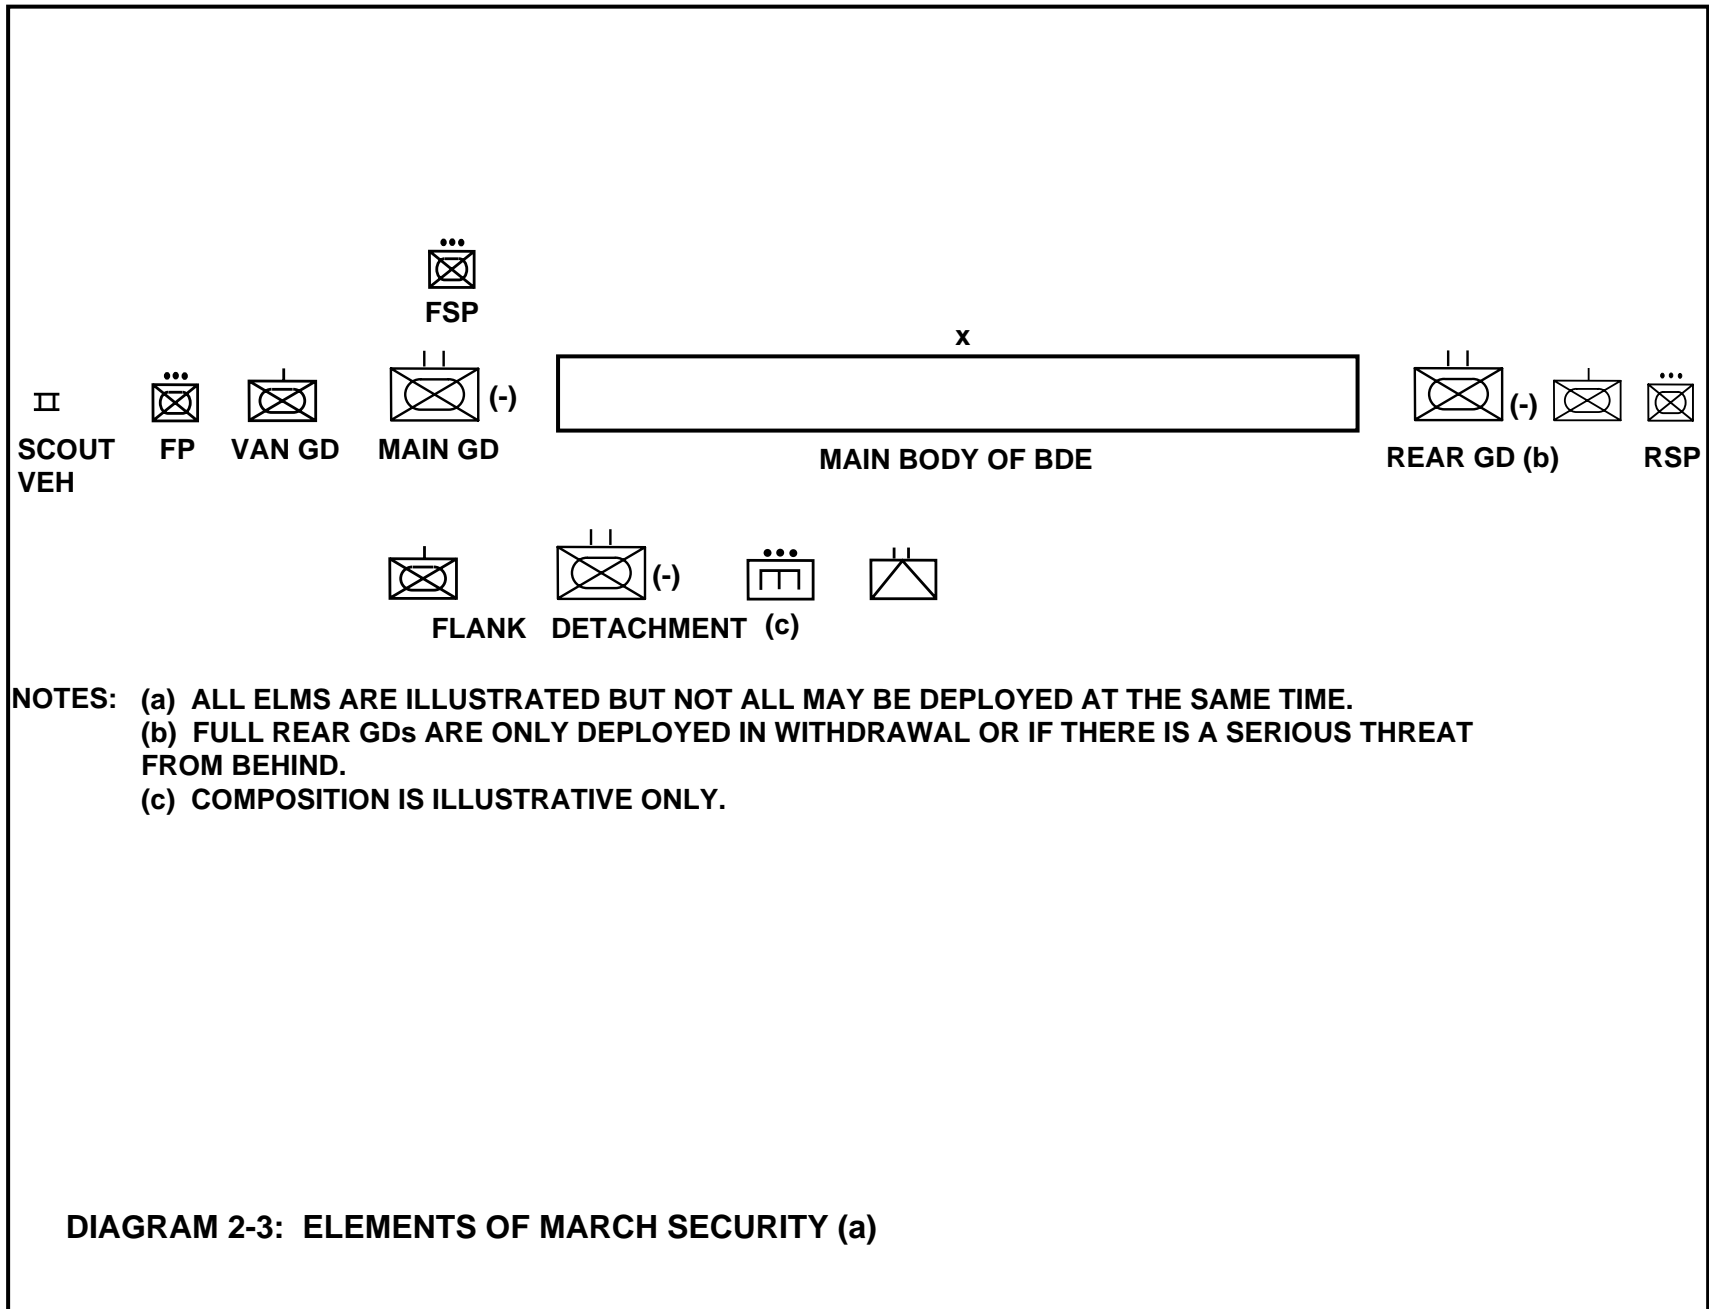 FSP
x
(-)
(-)
SCOUT VEH
FP
VAN GD
MAIN GD
MAIN BODY OF BDE
REAR GD (b)
RSP
(-)
FLANK DETACHMENT (c)
NOTES: (a) ALL ELMS ARE ILLUSTRATED BUT NOT ALL MAY BE DEPLOYED AT THE SAME TIME.
(b) FULL REAR GDs ARE ONLY DEPLOYED IN WITHDRAWAL OR IF THERE IS A SERIOUS THREAT
FROM BEHIND.
(c) COMPOSITION IS ILLUSTRATIVE ONLY.
DIAGRAM 2-3: ELEMENTS OF MARCH SECURITY (a)